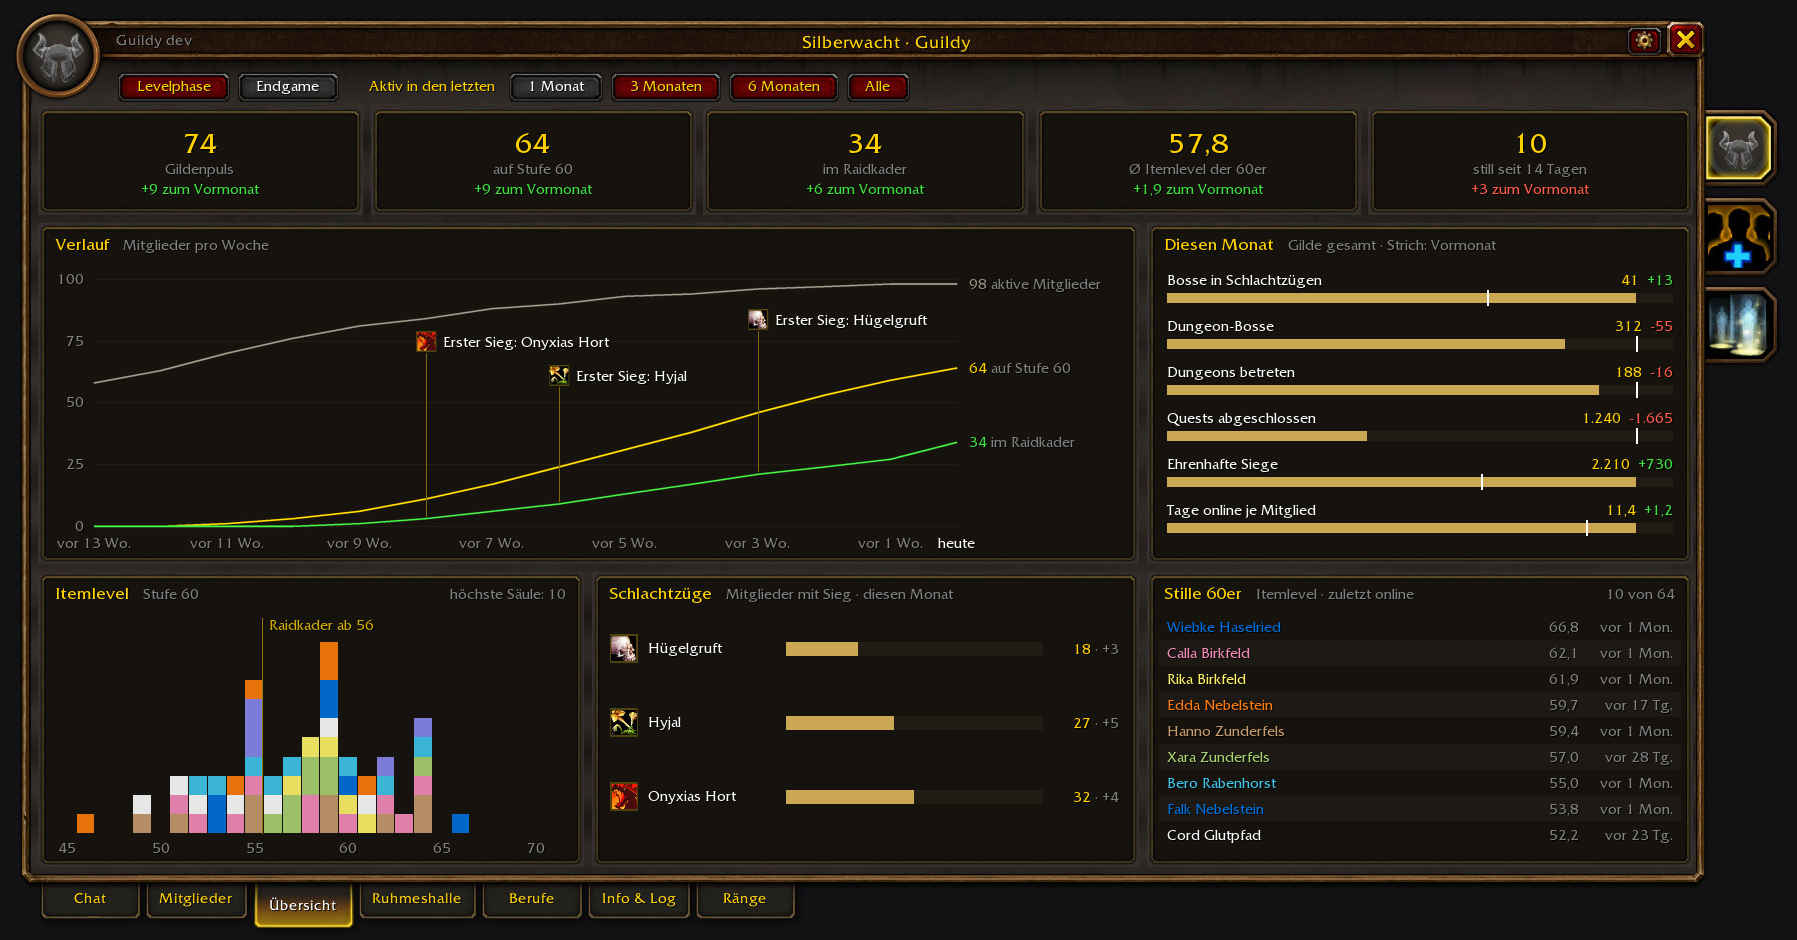 Guildy dev
Silberwacht · Guildy
Levelphase
Endgame
Aktiv in den letzten
1 Monat
3 Monaten
6 Monaten
Alle
74
Gildenpuls
+9 zum Vormonat
64
auf Stufe 60
+9 zum Vormonat
34
im Raidkader
+6 zum Vormonat
57,8
Ø Itemlevel der 60er
+1,9 zum Vormonat
10
still seit 14 Tagen
+3 zum Vormonat
Verlauf Mitglieder pro Woche
100
75
50
25
0
98 aktive Mitglieder
Erster Sieg: Hügelgruft
Erster Sieg: Onyxias Hort
Erster Sieg: Hyjal
64 auf Stufe 60
34 im Raidkader
vor 13 Wo. vor 11 Wo. vor 9 Wo. vor 7 Wo. vor 5 Wo. vor 3 Wo. vor 1 Wo. heute
Diesen Monat Gilde gesamt · Strich: Vormonat
Bosse in Schlachtzügen 41 +13
Dungeon-Bosse 312 -55
Dungeons betreten 188 -16
Quests abgeschlossen 1.240 -1.665
Ehrenhafte Siege 2.210 +730
Tage online je Mitglied 11,4 +1,2
Itemlevel Stufe 60 höchste Säule: 10
Raidkader ab 56
45 50 55 60 65 70
Schlachtzüge Mitglieder mit Sieg · diesen Monat
Hügelgruft 18 · +3
Hyjal 27 · +5
Onyxias Hort 32 · +4
Stille 60er Itemlevel · zuletzt online 10 von 64
Wiebke Haselried 66,8 vor 1 Mon.
Calla Birkfeld 62,1 vor 1 Mon.
Rika Birkfeld 61,9 vor 1 Mon.
Edda Nebelstein 59,7 vor 17 Tg.
Hanno Zunderfels 59,4 vor 1 Mon.
Xara Zunderfels 57,0 vor 28 Tg.
Bero Rabenhorst 55,0 vor 1 Mon.
Falk Nebelstein 53,8 vor 1 Mon.
Cord Glutpfad 52,2 vor 23 Tg.
Chat
Mitglieder
Übersicht
Ruhmeshalle
Berufe
Info & Log
Ränge